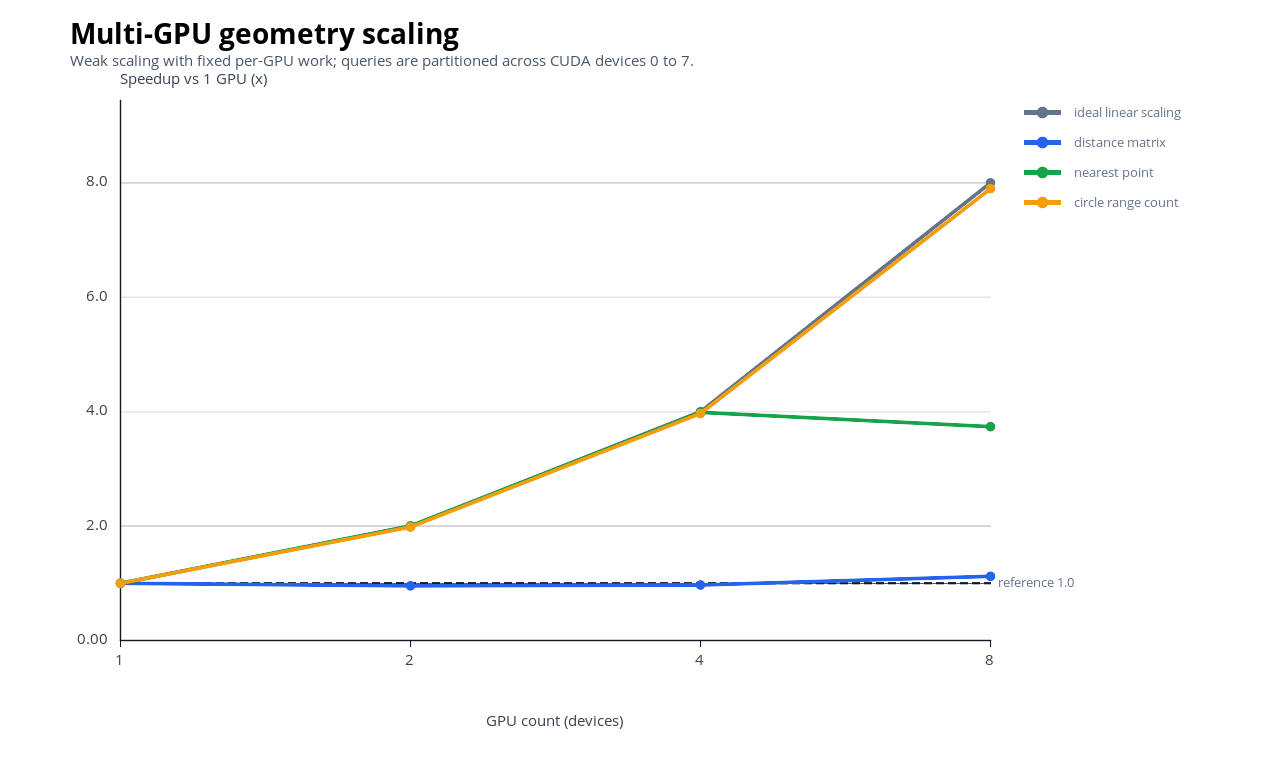 Multi-GPU geometry scaling
Weak scaling with fixed per-GPU work; queries are partitioned across CUDA devices 0 to 7.
Speedup vs 1 GPU (x)
ideal linear scaling
distance matrix
nearest point
circle range count
8.0
6.0
4.0
2.0
reference 1.0
0.00
1 2 4 8
GPU count (devices)